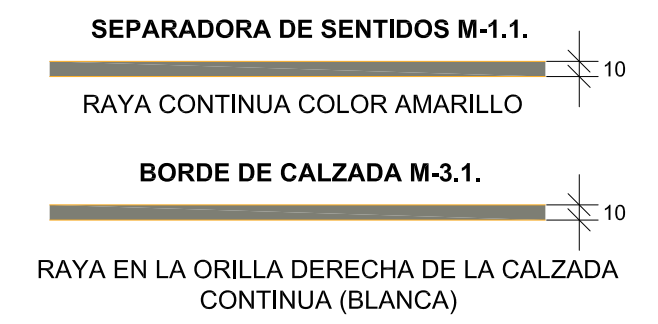 SEPARADORA DE SENTIDOS M-1.1.
10
RAYA CONTINUA COLOR AMARILLO
BORDE DE CALZADA M-3.1.
10
RAYA EN LA ORILLA DERECHA DE LA CALZADA
CONTINUA (BLANCA)